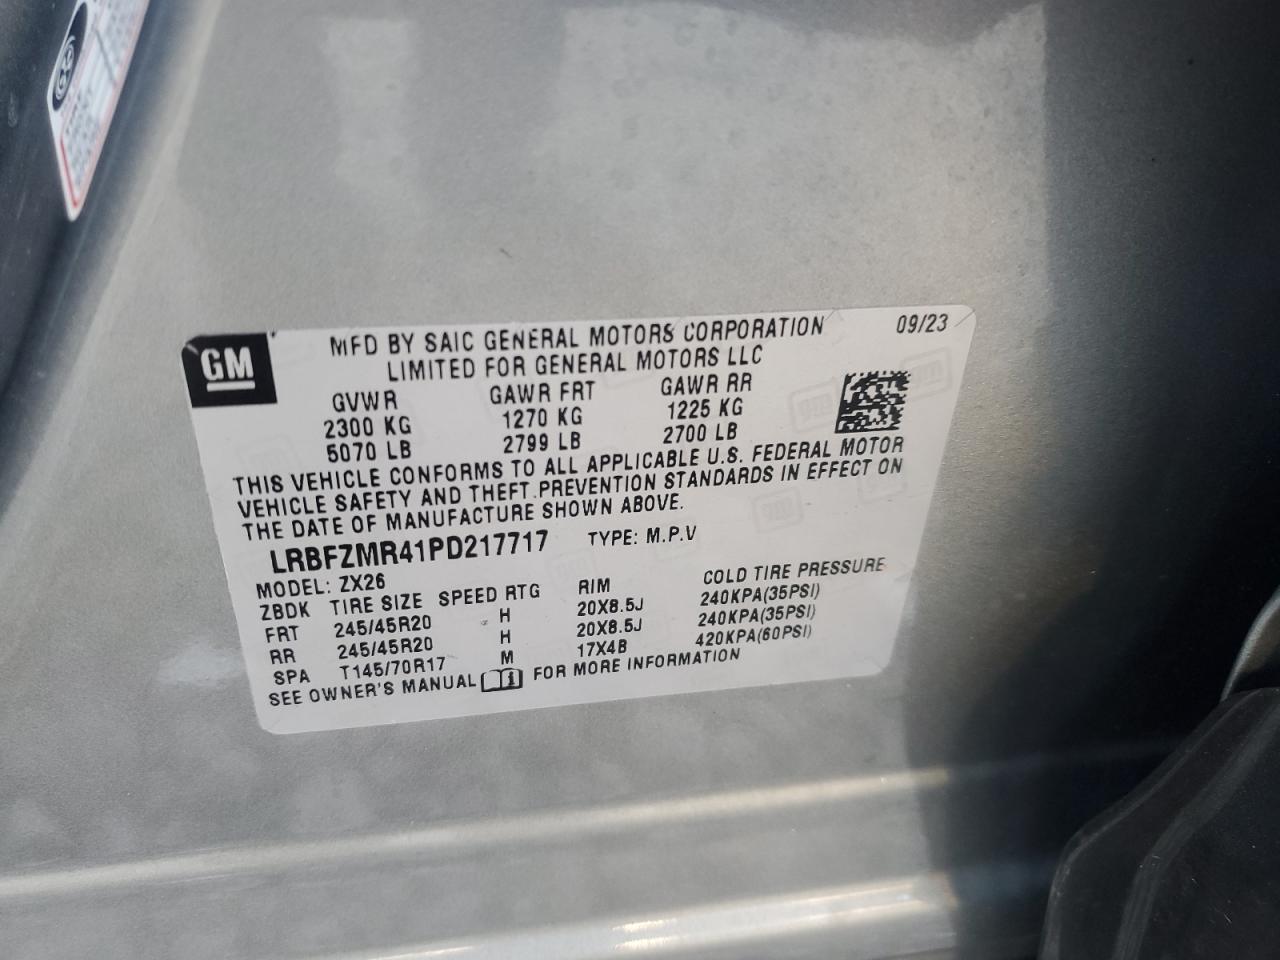 GM
MFD BY SAIC GENERAL MOTORS CORPORATION 09/23
LIMITED FOR GENERAL MOTORS LLC
GVWR GAWR FRT GAWR RR
2300 KG 1270 KG 1225 KG
5070 LB 2799 LB 2700 LB
THIS VEHICLE CONFORMS TO ALL APPLICABLE U.S. FEDERAL MOTOR
VEHICLE SAFETY AND THEFT PREVENTION STANDARDS IN EFFECT ON
THE DATE OF MANUFACTURE SHOWN ABOVE.
LRBFZMR41PD217717 TYPE: M.P.V
MODEL: ZX26
ZBDK TIRE SIZE SPEED RTG RIM COLD TIRE PRESSURE
FRT 245/45R20 H 20X8.5J 240KPA(35PSI)
RR 245/45R20 H 20X8.5J 240KPA(35PSI)
SPA T145/70R17 M 17X4B 420KPA(60PSI)
SEE OWNER'S MANUAL FOR MORE INFORMATION